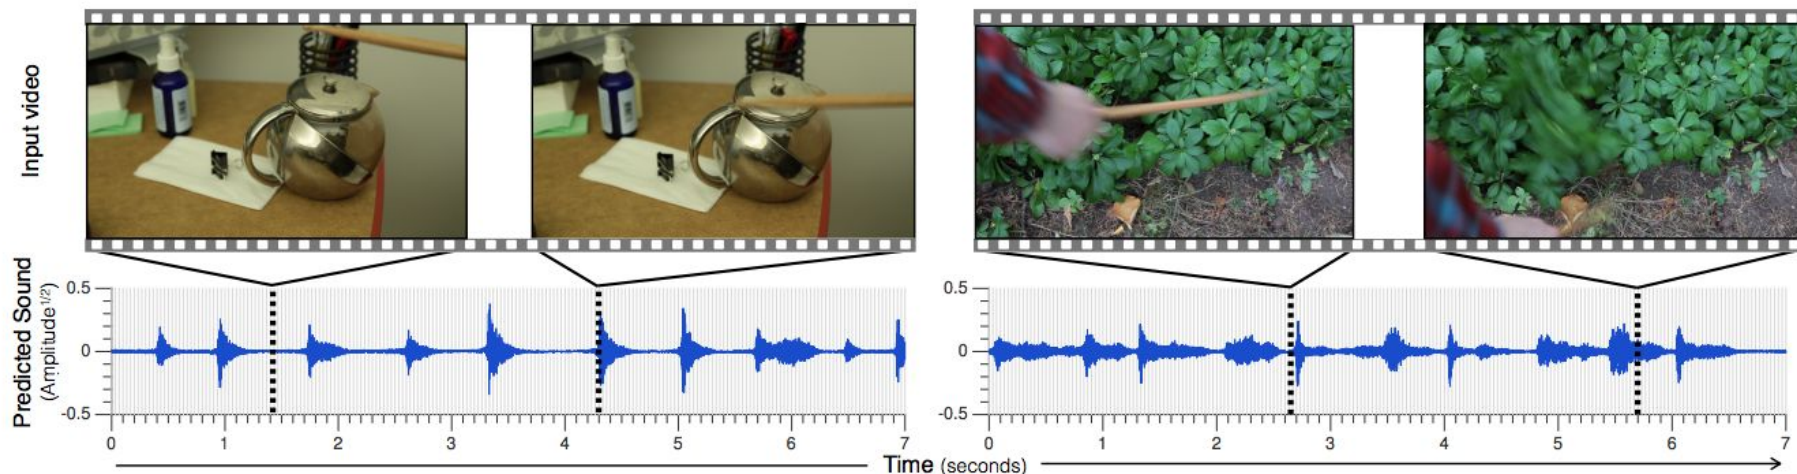 Input video
Predicted Sound
(Amplitude1/2)
0.5
0
-0.5
0 1 2 3 4 5 6 7
0.5
0
-0.5
0 1 2 3 4 5 6 7
Time (seconds)